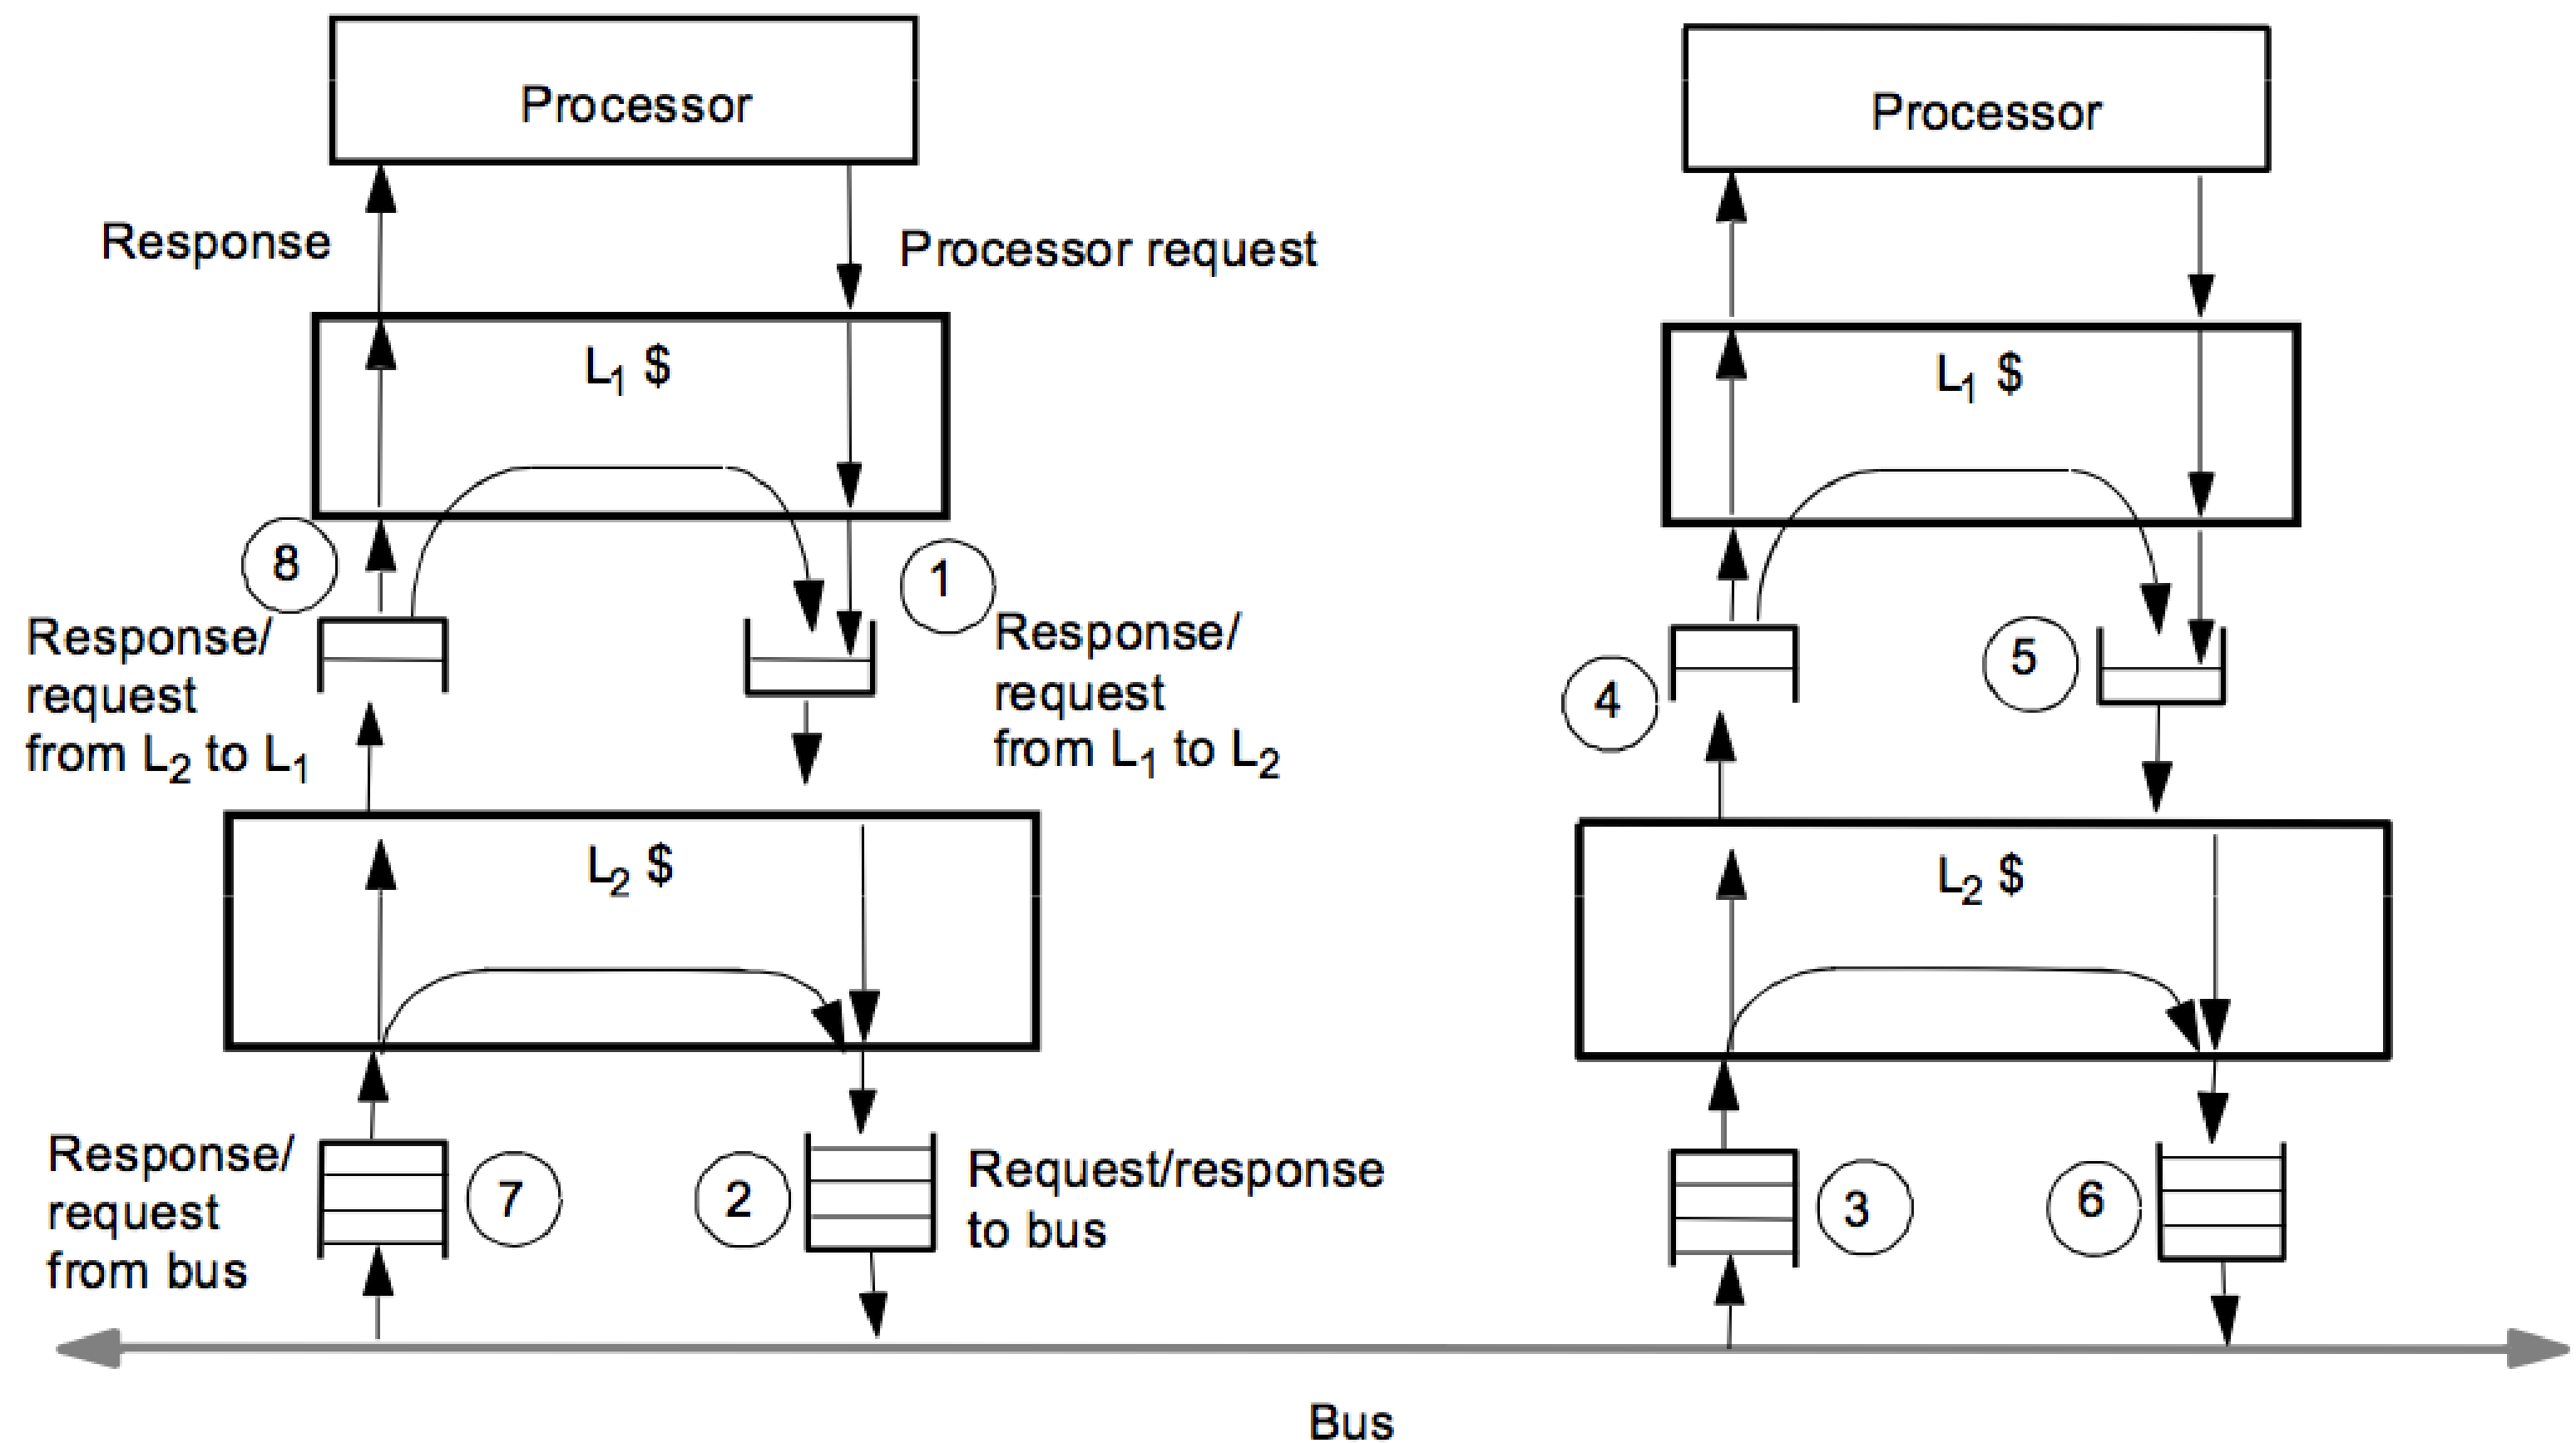 Processor
Processor
Response
Processor request
L1 $
L1 $
8
1
Response/
request
from L2 to L1
Response/
request
from L1 to L2
4
5
L2 $
L2 $
Response/
request
from bus
7
2
Request/response
to bus
3
6
Bus